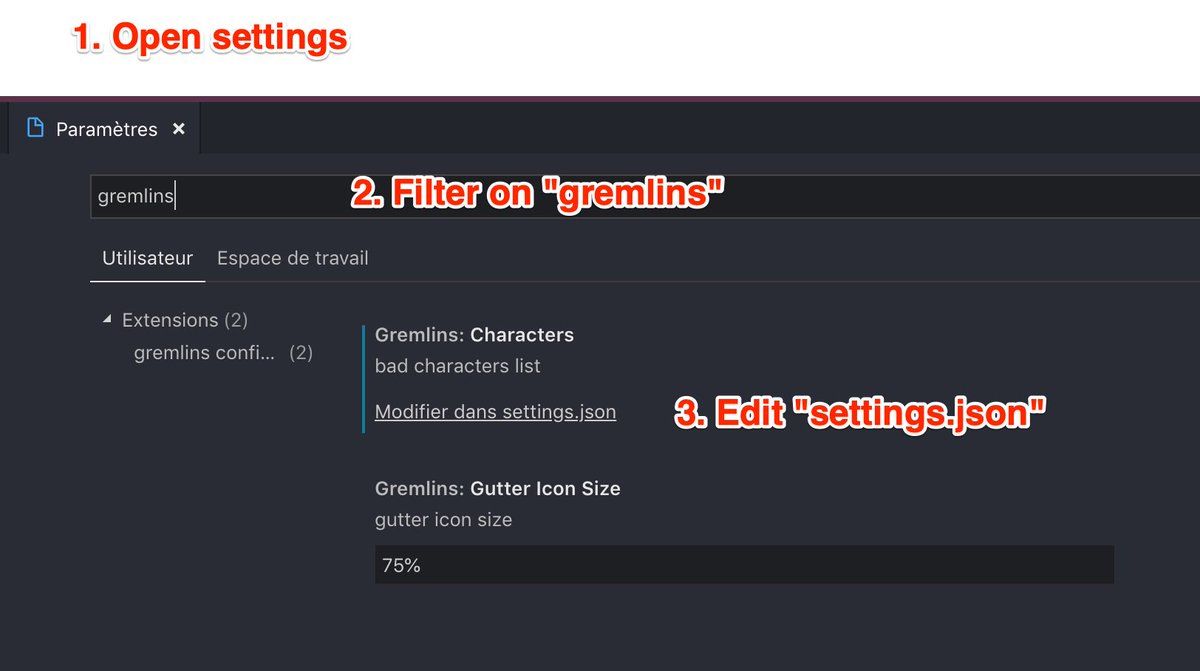 1. Open settings
Paramètres ×
gremlins
2. Filter on "gremlins"
Utilisateur Espace de travail
Extensions (2)
gremlins confi... (2)
Gremlins: Characters
bad characters list
Modifier dans settings.json
3. Edit "settings.json"
Gremlins: Gutter Icon Size
gutter icon size
75%